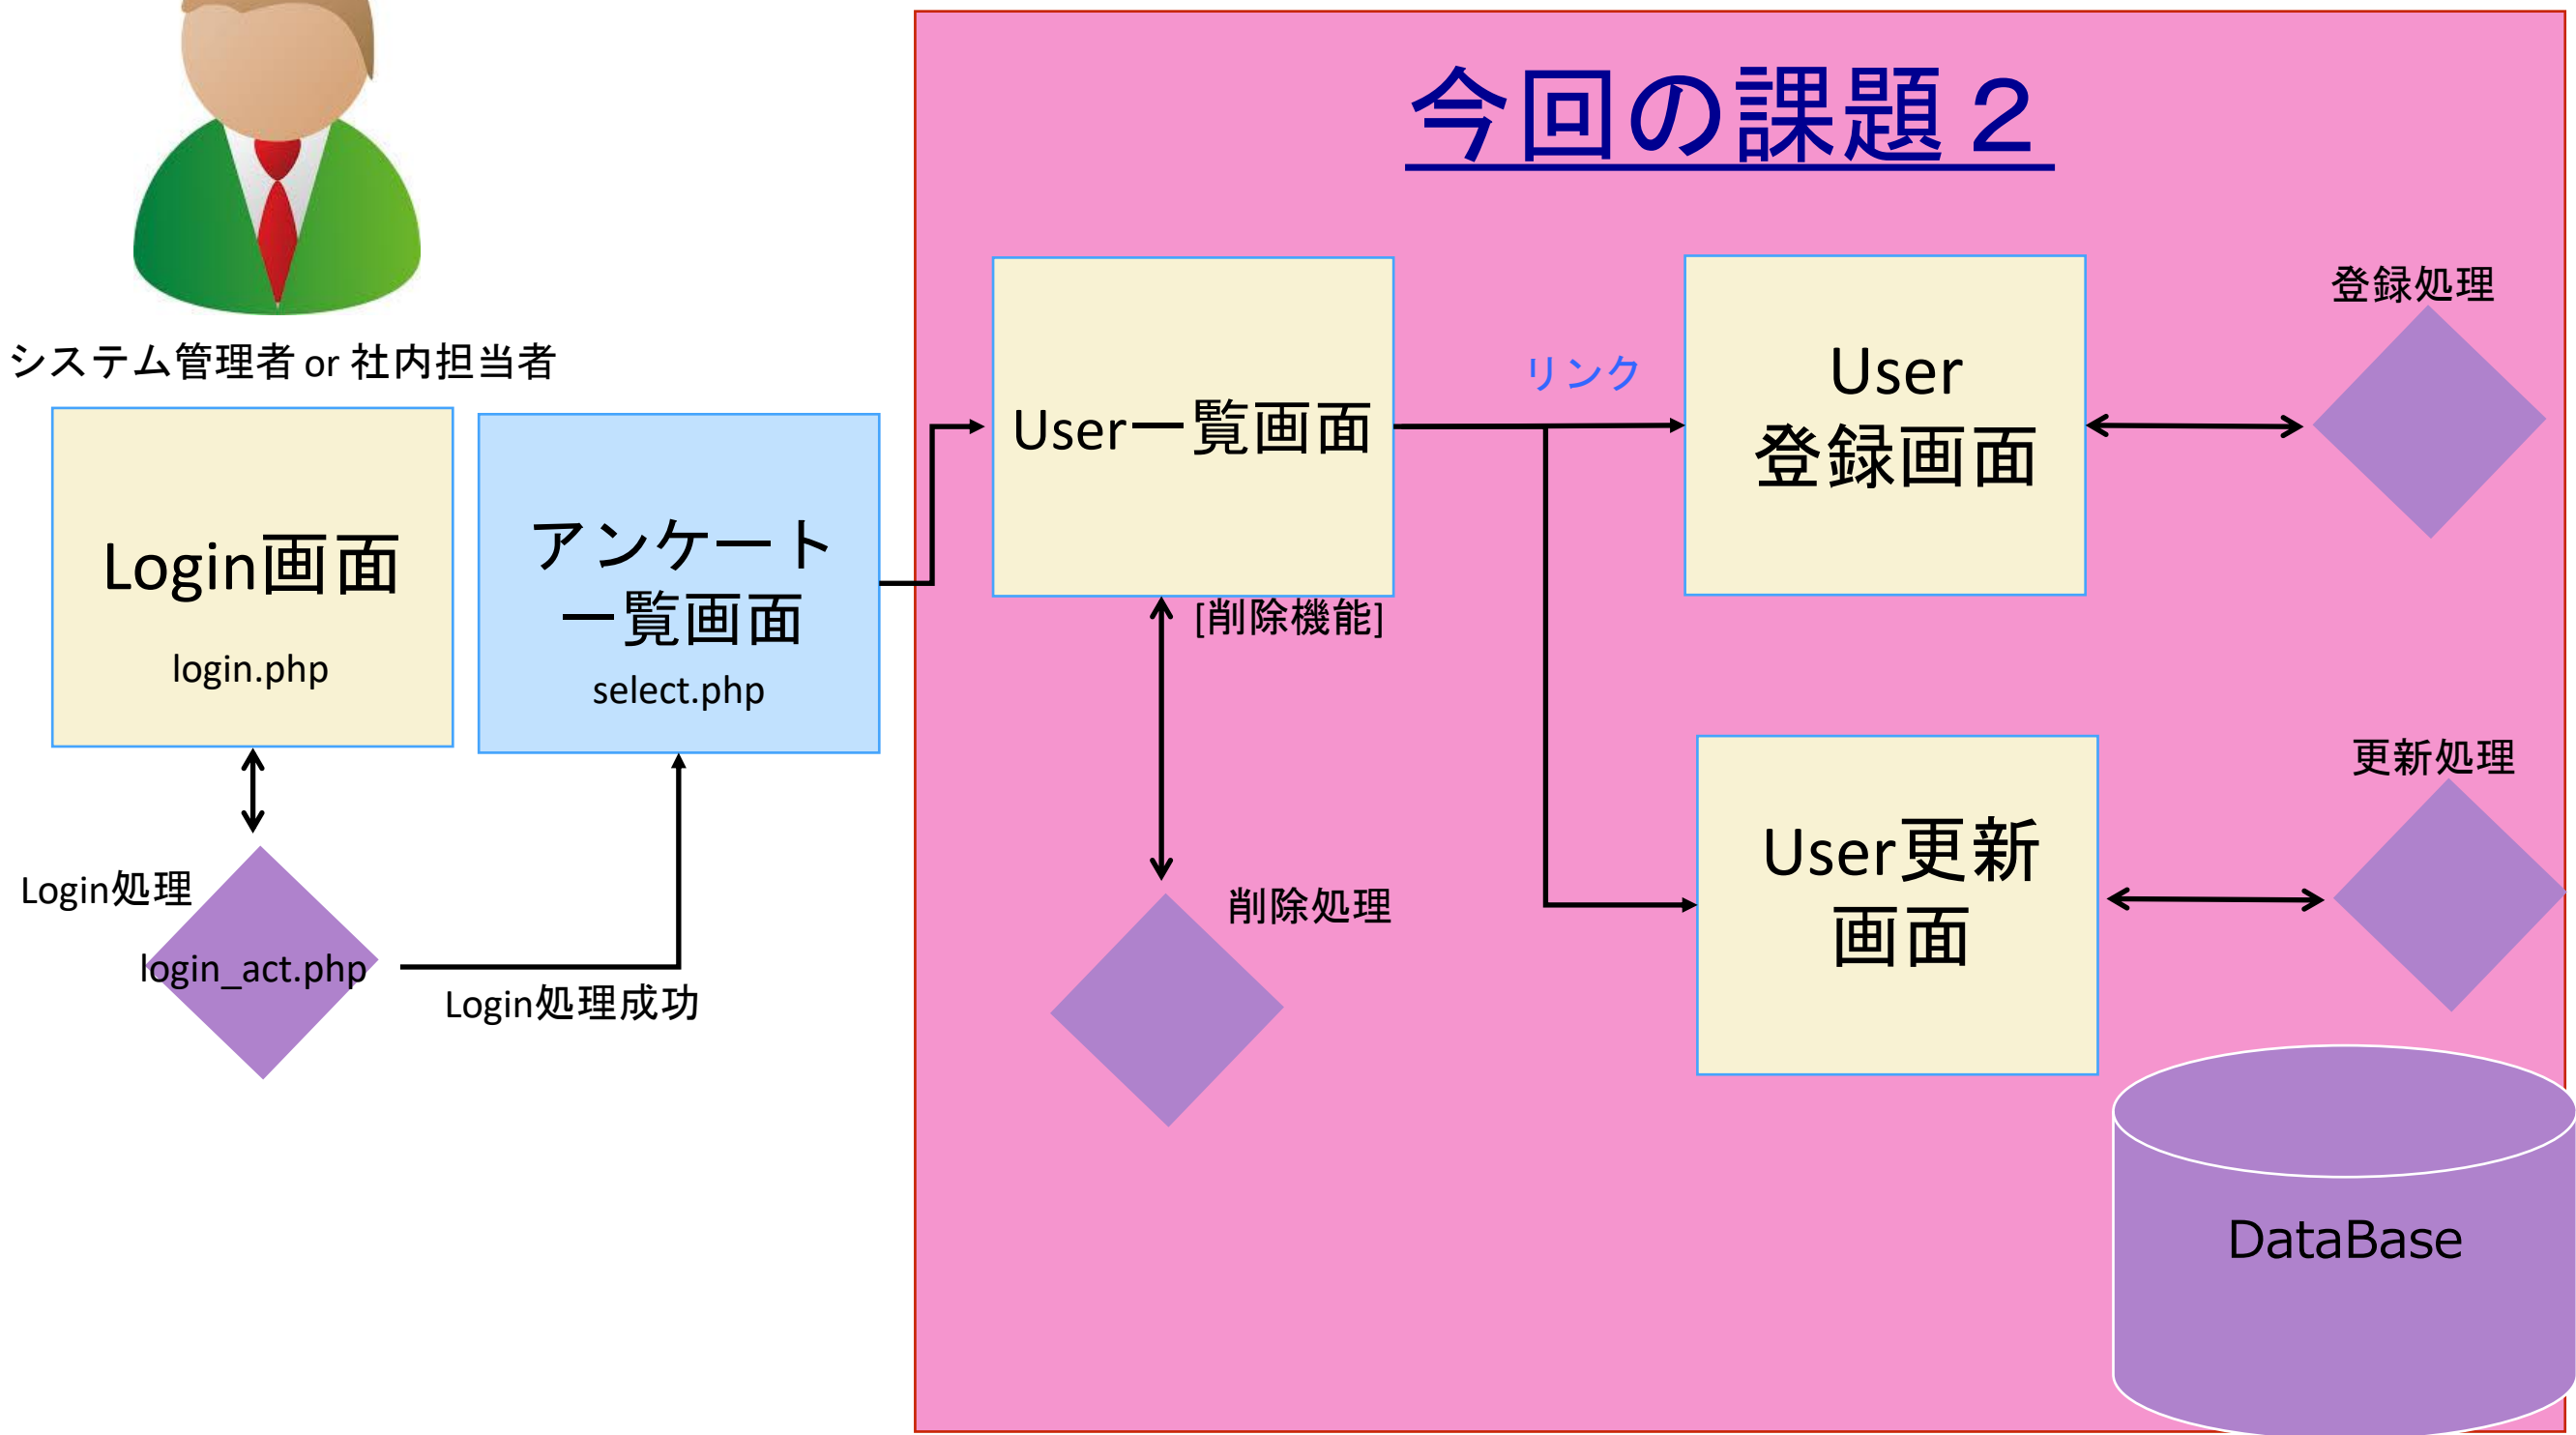 今回の課題２
システム管理者 or 社内担当者
Login画面
login.php
アンケート
一覧画面
select.php
Login処理
login_act.php
Login処理成功
User一覧画面
[削除機能]
削除処理
リンク
User
登録画面
登録処理
User更新
画面
更新処理
DataBase